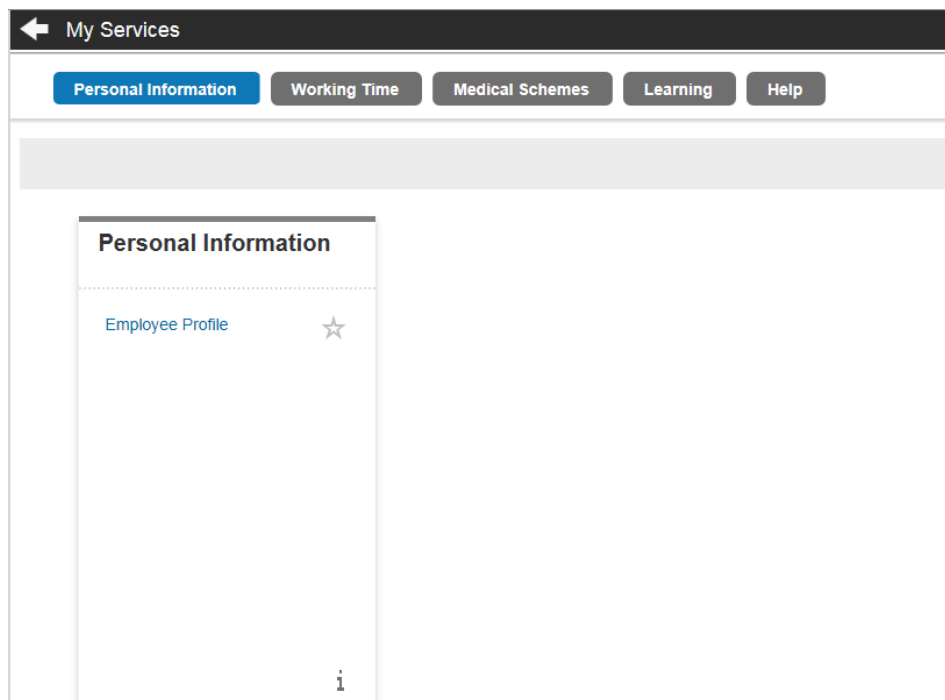 My Services
Personal Information Working Time Medical Schemes Learning Help
Personal Information
Employee Profile
i